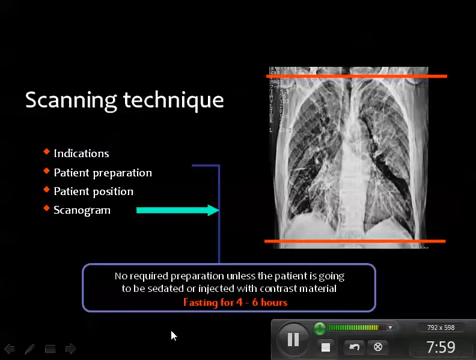 Scanning technique
Indications
Patient preparation
Patient position
Scanogram
No required preparation unless the patient is going
to be sedated or injected with contrast material
Fasting for 4 - 6 hours
792 x 598
7:59